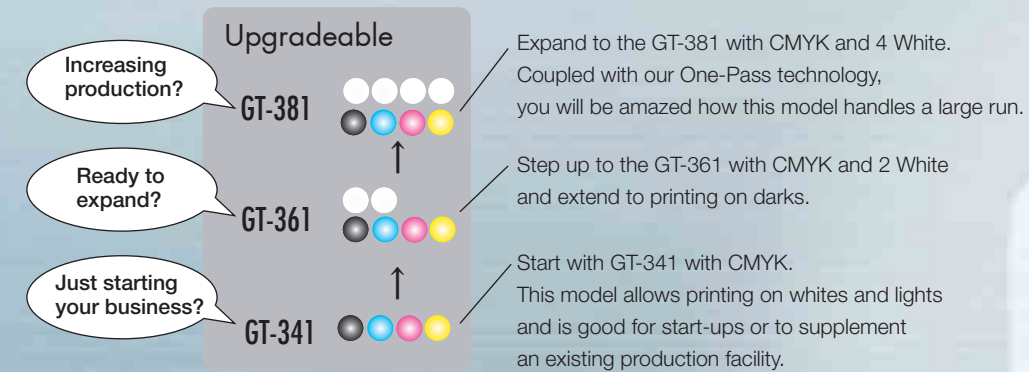 Upgradeable
Increasing
production?
GT-381
Expand to the GT-381 with CMYK and 4 White.
Coupled with our One-Pass technology,
you will be amazed how this model handles a large run.
Ready to
expand?
GT-361
Step up to the GT-361 with CMYK and 2 White
and extend to printing on darks.
Just starting
your business?
GT-341
Start with GT-341 with CMYK.
This model allows printing on whites and lights
and is good for start-ups or to supplement
an existing production facility.